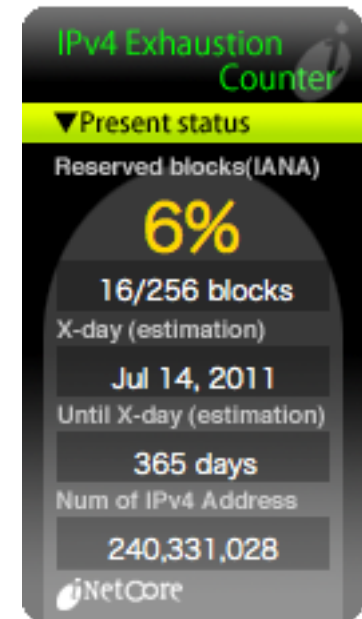 IPv4 Exhaustion
Counter
▼Present status
Reserved blocks(IANA)
6%
16/256 blocks
X-day (estimation)
Jul 14, 2011
Until X-day (estimation)
365 days
Num of IPv4 Address
240,331,028
iNetCore